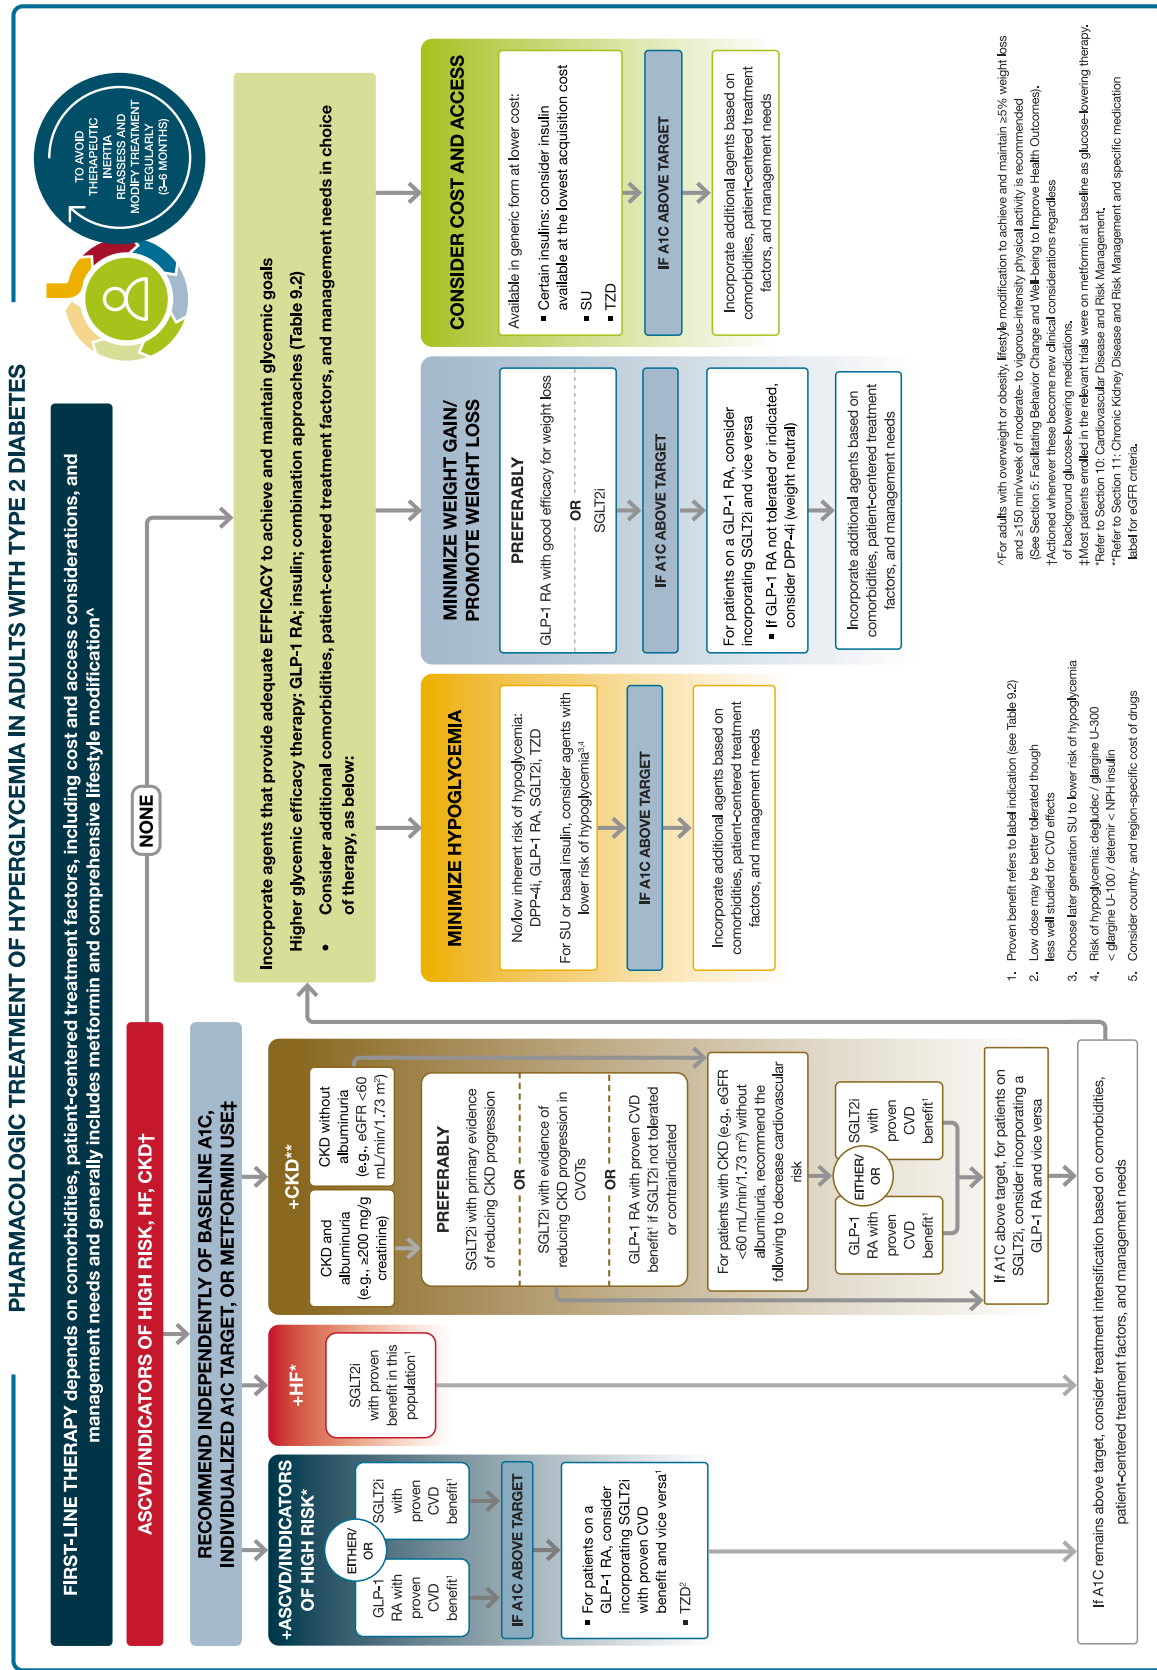 PHARMACOLOGIC TREATMENT OF HYPERGLYCEMIA IN ADULTS WITH TYPE 2 DIABETES
FIRST-LINE THERAPY depends on comorbidities, patient-centered treatment factors, including cost and access considerations, and
management needs and generally includes metformin and comprehensive lifestyle modification^
TO AVOID
THERAPEUTIC
INERTIA
REASSESS AND
MODIFY TREATMENT
REGULARLY
(3–6 MONTHS)
ASCVD/INDICATORS OF HIGH RISK, HF, CKD†
NONE
RECOMMEND INDEPENDENTLY OF BASELINE A1C,
INDIVIDUALIZED A1C TARGET, OR METFORMIN USE‡
+ASCVD/INDICATORS
OF HIGH RISK*
EITHER/
OR
GLP-1
RA with
proven
CVD
benefit¹
SGLT2i
with
proven
CVD
benefit¹
IF A1C ABOVE TARGET
▪ For patients on a
GLP-1 RA, consider
incorporating SGLT2i
with proven CVD
benefit and vice versa¹
▪ TZD²
+HF*
SGLT2i
with proven
benefit in this
population¹
+CKD**
CKD and
albuminuria
(e.g., ≥200 mg/g
creatinine)
CKD without
albuminuria
(e.g., eGFR <60
mL/min/1.73 m²)
PREFERABLY
SGLT2i with primary evidence
of reducing CKD progression
OR
SGLT2i with evidence of
reducing CKD progression in
CVOTs
OR
GLP-1 RA with proven CVD
benefit¹ if SGLT2i not tolerated
or contraindicated
For patients with CKD (e.g., eGFR
<60 mL/min/1.73 m²) without
albuminuria, recommend the
following to decrease cardiovascular
risk
EITHER/
OR
GLP-1
RA with
proven
CVD
benefit¹
SGLT2i
with
proven
CVD
benefit¹
If A1C above target, for patients on
SGLT2i, consider incorporating a
GLP-1 RA and vice versa
If A1C remains above target, consider treatment intensification based on comorbidities,
patient-centered treatment factors, and management needs
Incorporate agents that provide adequate EFFICACY to achieve and maintain glycemic goals
Higher glycemic efficacy therapy: GLP-1 RA; insulin; combination approaches (Table 9.2)
• Consider additional comorbidities, patient-centered treatment factors, and management needs in choice
of therapy, as below:
MINIMIZE HYPOGLYCEMIA
No/low inherent risk of hypoglycemia:
DPP-4i, GLP-1 RA, SGLT2i, TZD
For SU or basal insulin, consider agents with
lower risk of hypoglycemia³,⁴
IF A1C ABOVE TARGET
Incorporate additional agents based on
comorbidities, patient-centered treatment
factors, and management needs
MINIMIZE WEIGHT GAIN/
PROMOTE WEIGHT LOSS
PREFERABLY
GLP-1 RA with good efficacy for weight loss
OR
SGLT2i
IF A1C ABOVE TARGET
For patients on a GLP-1 RA, consider
incorporating SGLT2i and vice versa
▪ If GLP-1 RA not tolerated or indicated,
consider DPP-4i (weight neutral)
Incorporate additional agents based on
comorbidities, patient-centered treatment
factors, and management needs
CONSIDER COST AND ACCESS
Available in generic form at lower cost:
▪ Certain insulins: consider insulin
available at the lowest acquisition cost
▪ SU
▪ TZD
IF A1C ABOVE TARGET
Incorporate additional agents based on
comorbidities, patient-centered treatment
factors, and management needs
1. Proven benefit refers to label indication (see Table 9.2)
2. Low dose may be better tolerated though
less well studied for CVD effects
3. Choose later generation SU to lower risk of hypoglycemia
4. Risk of hypoglycemia: degludec / glargine U-300
< glargine U-100 / detemir < NPH insulin
5. Consider country- and region-specific cost of drugs
^For adults with overweight or obesity, lifestyle modification to achieve and maintain ≥5% weight loss
and ≥150 min/week of moderate- to vigorous-intensity physical activity is recommended
(See Section 5: Facilitating Behavior Change and Well-being to Improve Health Outcomes).
†Actioned whenever these become new clinical considerations regardless
of background glucose-lowering medications.
‡Most patients enrolled in the relevant trials were on metformin at baseline as glucose-lowering therapy.
*Refer to Section 10: Cardiovascular Disease and Risk Management.
**Refer to Section 11: Chronic Kidney Disease and Risk Management and specific medication
label for eGFR criteria.